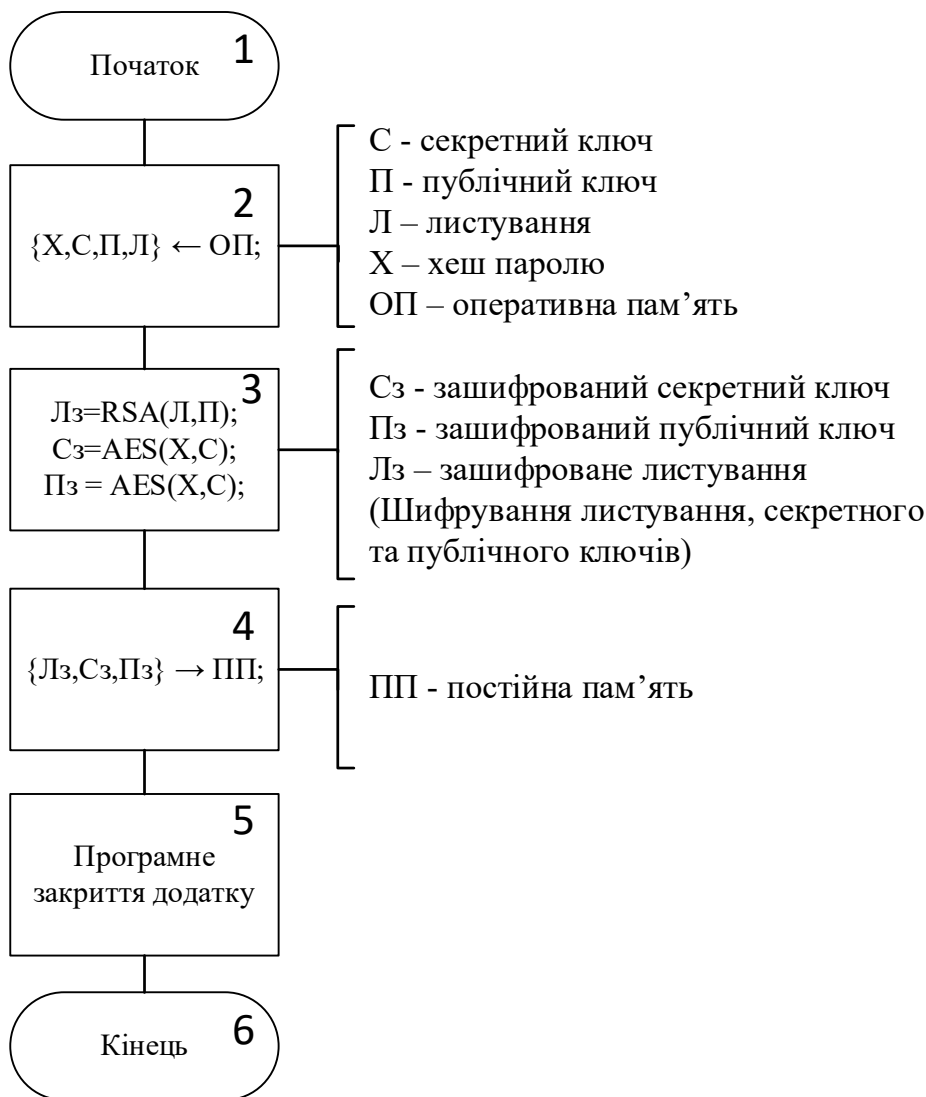 Початок 1
2
{Х,С,П,Л} ← ОП;
С - секретний ключ
П - публічний ключ
Л – листування
Х – хеш паролю
ОП – оперативна пам’ять
3
Лз=RSA(Л,П);
Сз=AES(Х,С);
Пз = AES(Х,С);
Сз - зашифрований секретний ключ
Пз - зашифрований публічний ключ
Лз – зашифроване листування
(Шифрування листування, секретного
та публічного ключів)
4
{Лз,Сз,Пз} → ПП;
ПП - постійна пам’ять
5
Програмне
закриття додатку
Кінець 6